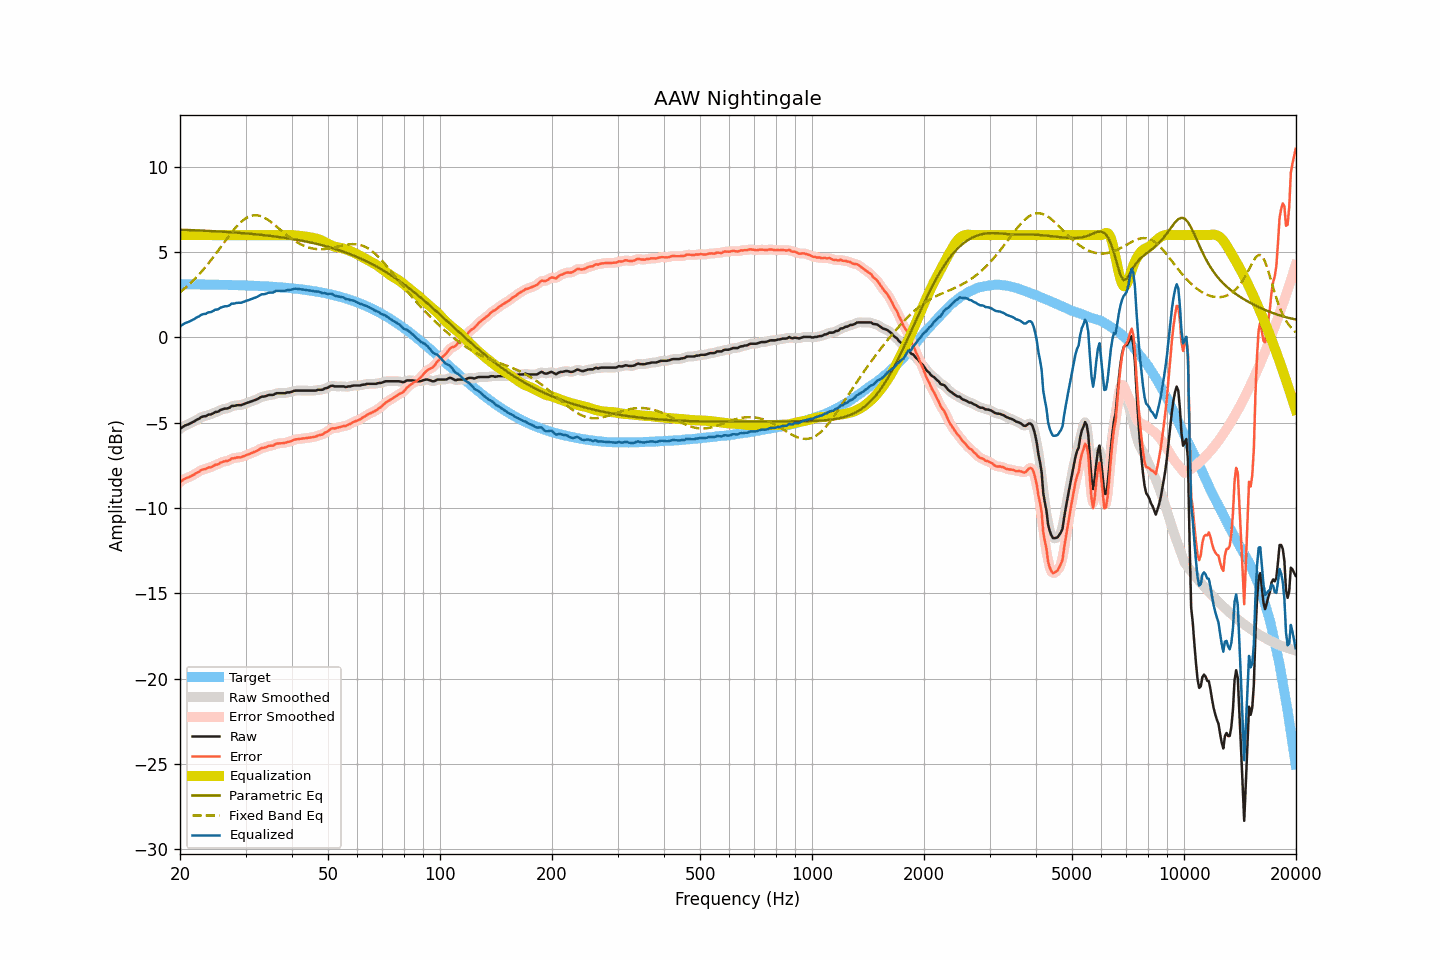 AAW Nightingale
Amplitude (dBr)
10
5
0
−5
−10
−15
−20
−25
−30
Target
Raw Smoothed
Error Smoothed
Raw
Error
Equalization
Parametric Eq
Fixed Band Eq
Equalized
20 50 100 200 500 1000 2000 5000 10000 20000
Frequency (Hz)